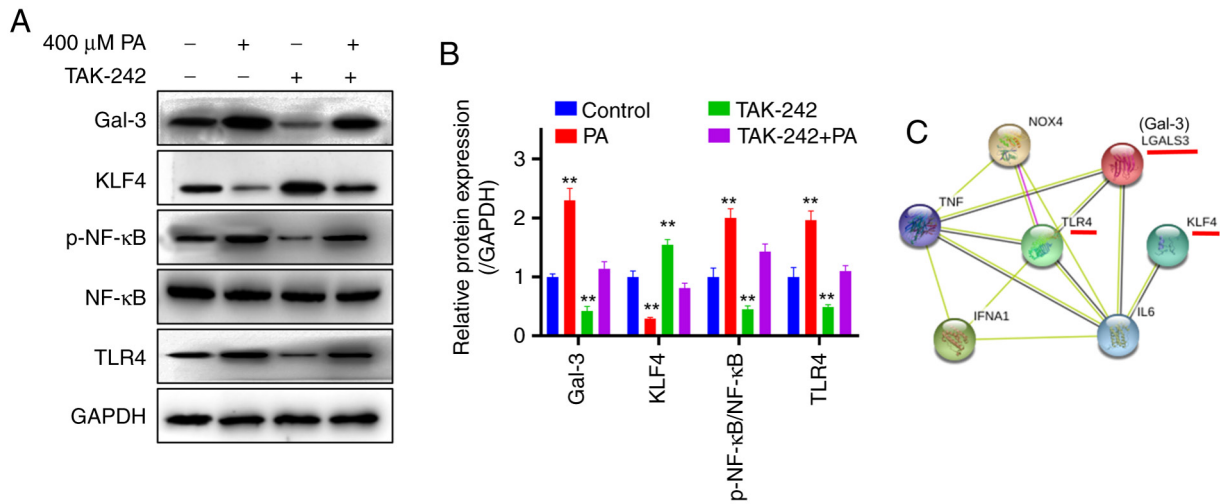 A
400 μM PA – + – +
TAK-242 – – + +
Gal-3
KLF4
p-NF-κB
NF-κB
TLR4
GAPDH
B
Control
PA
TAK-242
TAK-242+PA
Relative protein expression
(/GAPDH)
3
2
1
0
** ** ** ** ** ** ** **
Gal-3
KLF4
p-NF-κB/NF-κB
TLR4
C
NOX4
(Gal-3)
LGALS3
TNF
TLR4
KLF4
IFNA1
IL6